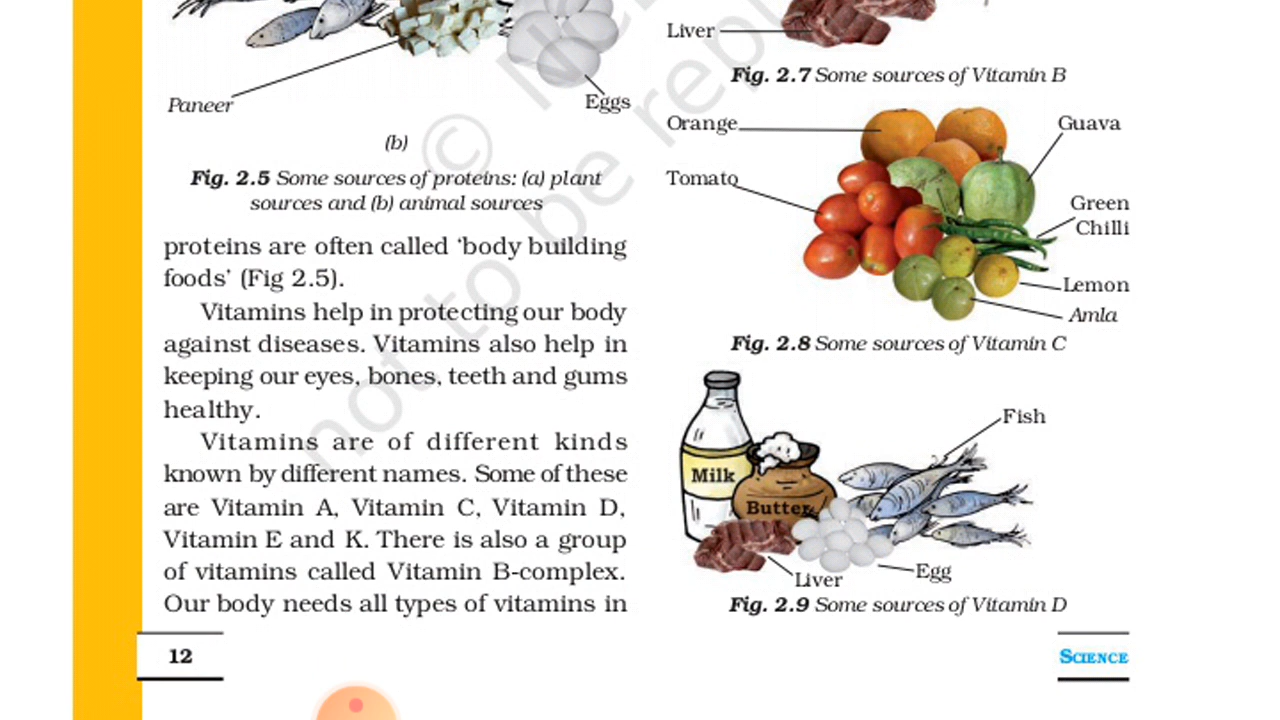 Paneer
Eggs
(b)
Fig. 2.5 Some sources of proteins: (a) plant
sources and (b) animal sources
proteins are often called ‘body building
foods’ (Fig 2.5).
Vitamins help in protecting our body
against diseases. Vitamins also help in
keeping our eyes, bones, teeth and gums
healthy.
Vitamins are of different kinds
known by different names. Some of these
are Vitamin A, Vitamin C, Vitamin D,
Vitamin E and K. There is also a group
of vitamins called Vitamin B-complex.
Our body needs all types of vitamins in
12
Liver
Fig. 2.7 Some sources of Vitamin B
Orange
Guava
Tomato
Green
Chilli
Lemon
Amla
Fig. 2.8 Some sources of Vitamin C
Fish
Milk
Butter
Egg
Liver
Fig. 2.9 Some sources of Vitamin D
SCIENCE
©
not to be